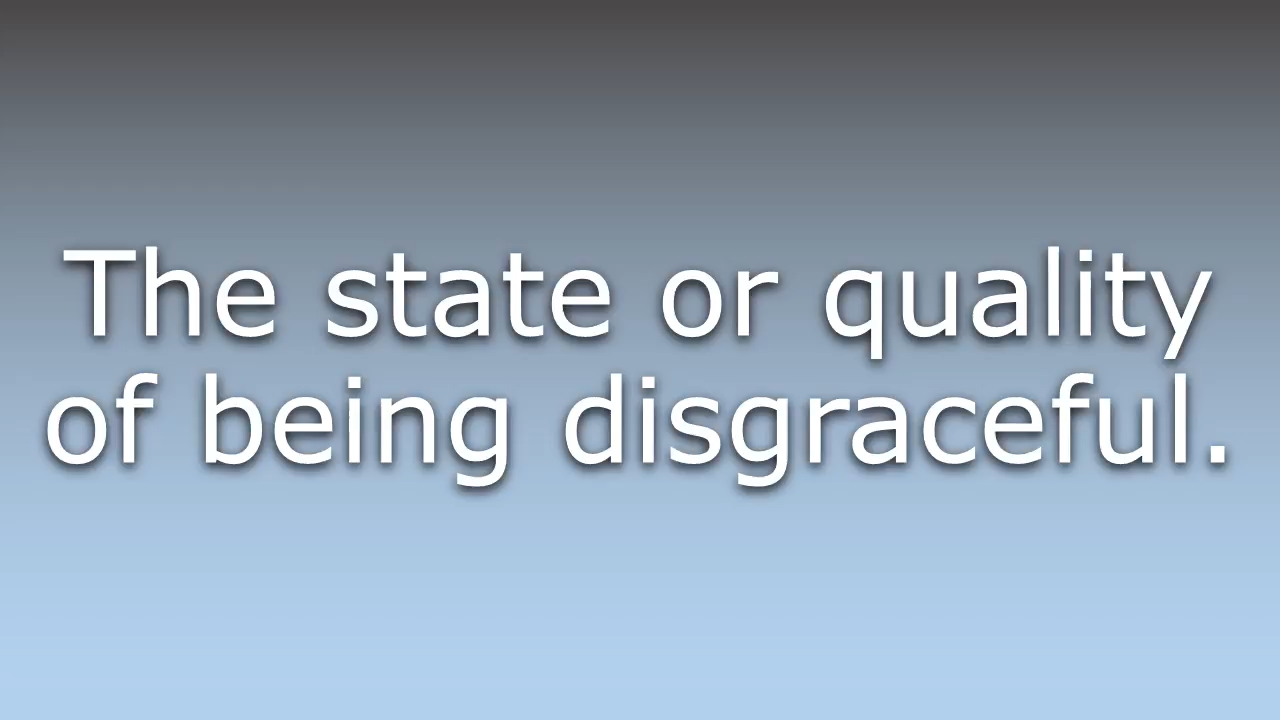 The state or quality
of being disgraceful.